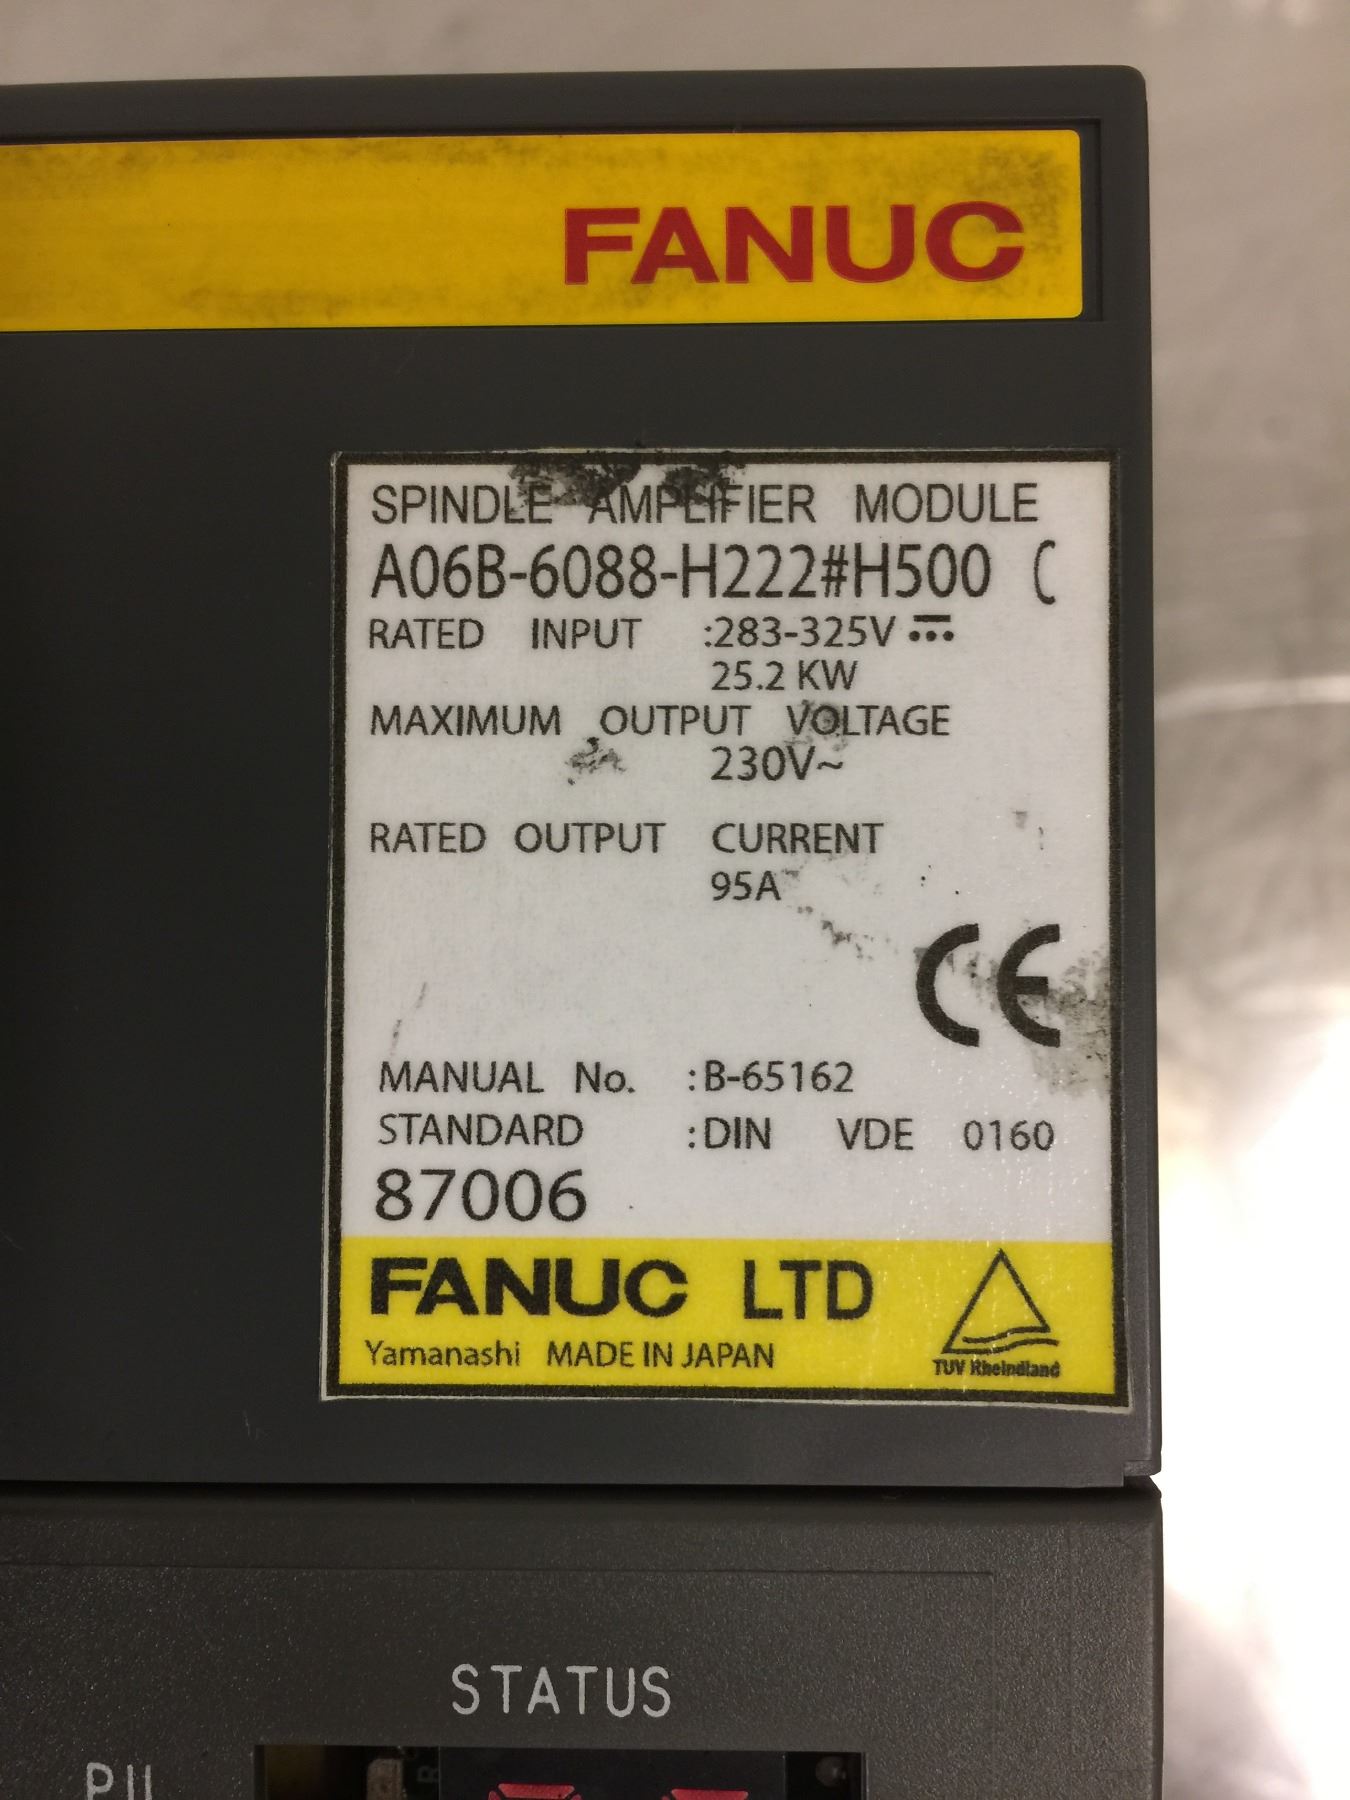 FANUC
SPINDLE AMPLIFIER MODULE
A06B-6088-H222#H500 C
RATED INPUT :283-325V
25.2 KW
MAXIMUM OUTPUT VOLTAGE
230V~
RATED OUTPUT CURRENT
95A
CE
MANUAL No. :B-65162
STANDARD :DIN VDE 0160
87006
FANUC LTD
Yamanashi MADE IN JAPAN
TUV Rheindland
STATUS